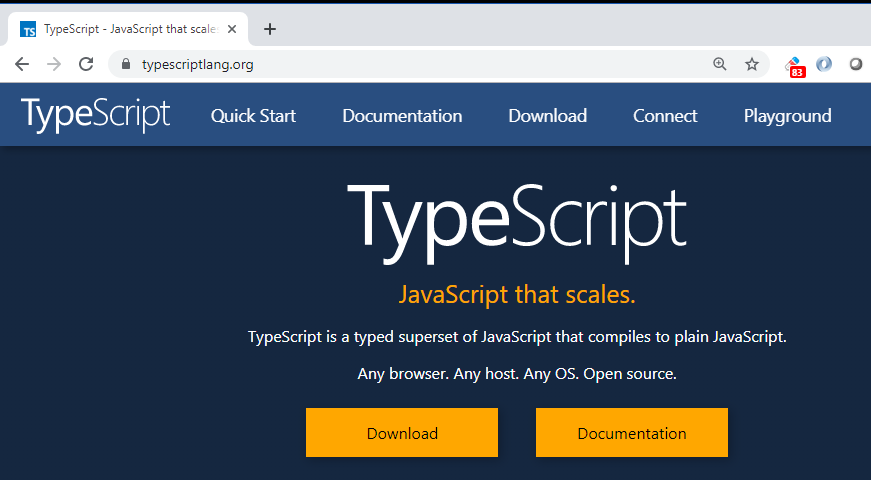 TS TypeScript - JavaScript that scale
typescriptlang.org
83
TypeScript Quick Start Documentation Download Connect Playground
TypeScript
JavaScript that scales.
TypeScript is a typed superset of JavaScript that compiles to plain JavaScript.
Any browser. Any host. Any OS. Open source.
Download Documentation